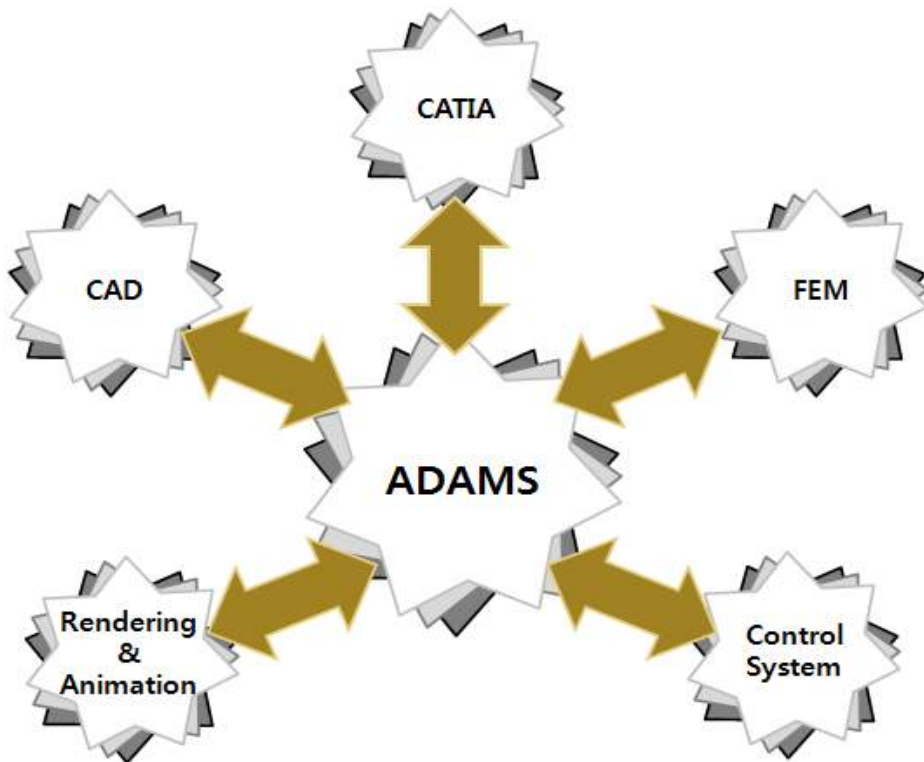 CATIA
CAD
FEM
ADAMS
Rendering
&
Animation
Control
System